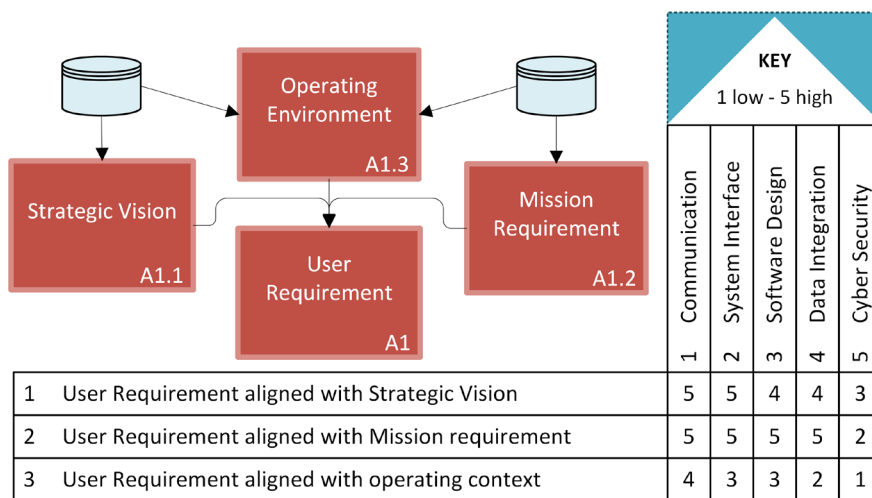 Operating
Environment
A1.3
Strategic Vision
A1.1
Mission
Requirement
A1.2
User
Requirement
A1
KEY
1 low - 5 high
1 Communication
2 System Interface
3 Software Design
4 Data Integration
5 Cyber Security
1 User Requirement aligned with Strategic Vision 5 5 4 4 3
2 User Requirement aligned with Mission requirement 5 5 5 5 2
3 User Requirement aligned with operating context 4 3 3 2 1